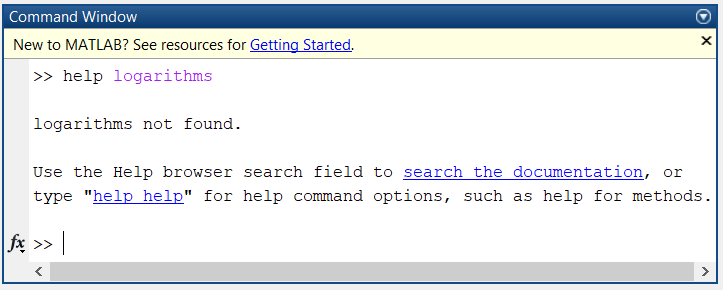 Command Window
New to MATLAB? See resources for Getting Started.
>> help logarithms
logarithms not found.
Use the Help browser search field to search the documentation, or
type "help help" for help command options, such as help for methods.
fx >>